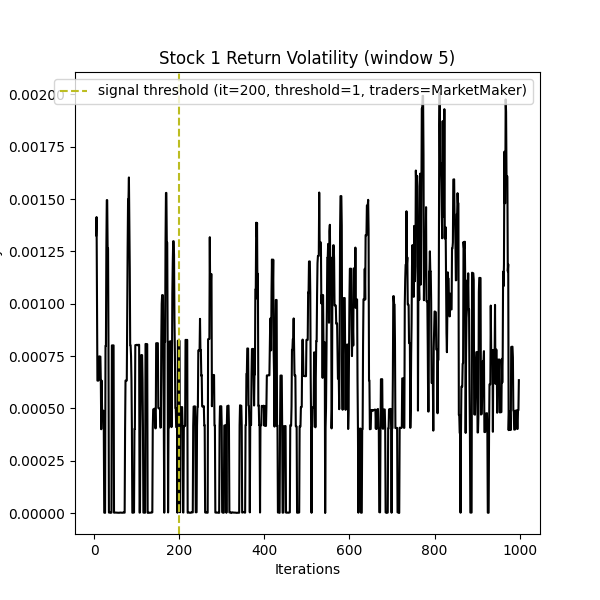 Stock 1 Return Volatility (window 5)
signal threshold (it=200, threshold=1, traders=MarketMaker)
0.00200
0.00175
0.00150
0.00125
0.00100
0.00075
0.00050
0.00025
0.00000
0 200 400 600 800 1000
Iterations